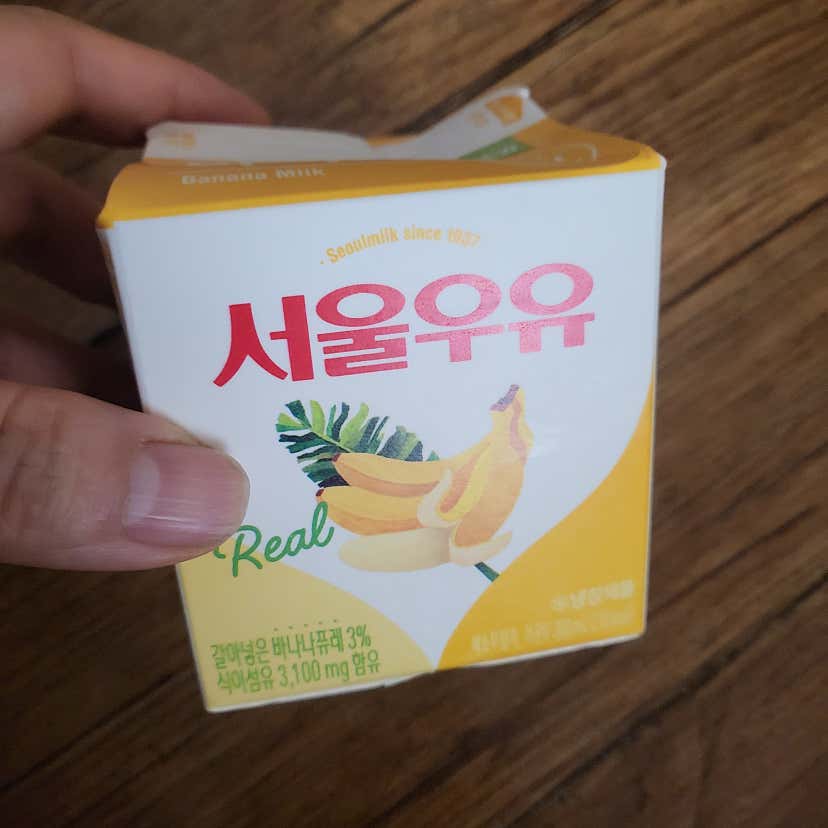 Banana Milk
Seoulmilk since 1937
서울우유
Real
갈아넣은 바나나퓨레 3%
식이섬유 3,100 mg 함유